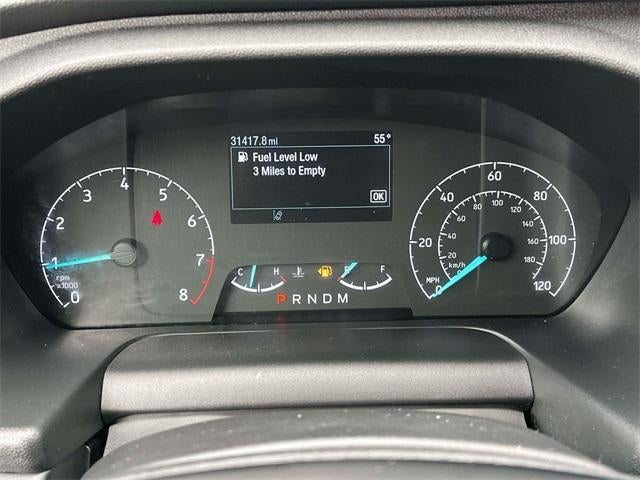 31417.8 mi 55°
Fuel Level Low
3 Miles to Empty
OK
0 1 2 3 4 5 6 7 8
rpm
x1000
C H
E F
P R N D M
0 20 40 60 80 100 120
MPH
0 20 40 60 80 100 120 140 160 180
km/h